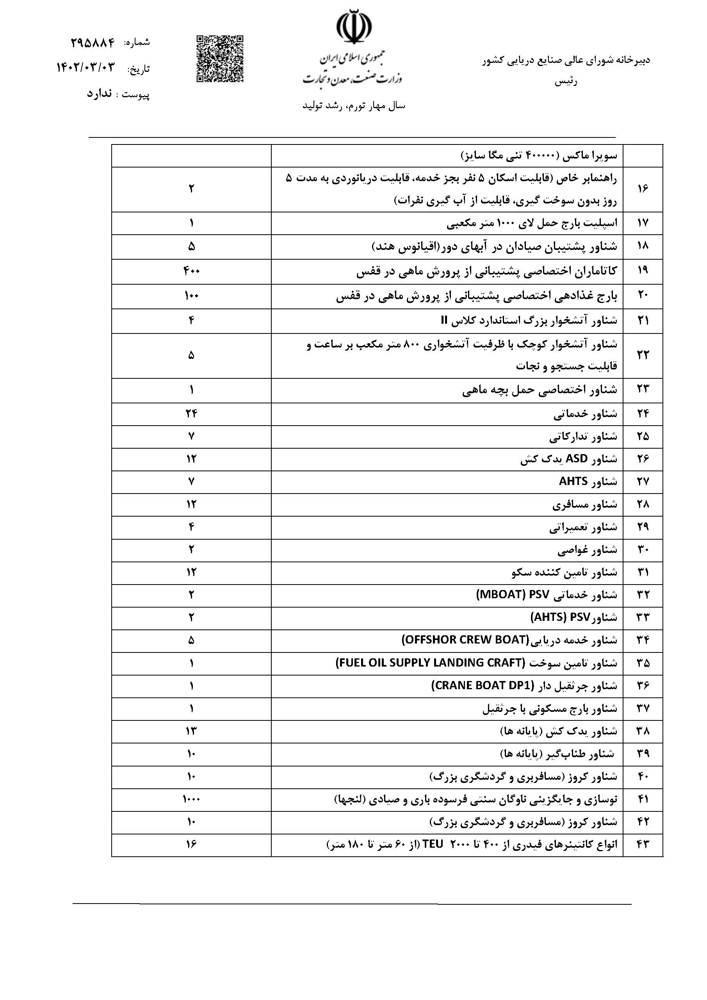 دبیرخانه شورای عالی صنایع دریایی کشور
رئیس
جمهوری اسلامی ایران
وزارت صنعت، معدن و تجارت
سال مهار تورم، رشد تولید
شماره: ۲۹۵۸۸۴
تاریخ: ۱۴۰۲/۰۳/۰۳
پیوست : ندارد
سوپرا ماکس (۴۰۰۰۰۰ تنی مگا سایز)
۱۶ راهنمابر خاص (قابلیت اسکان ۵ نفر بجز خدمه، قابلیت دریانوردی به مدت ۵ ۲
روز بدون سوخت گیری، قابلیت از آب گیری نفرات)
۱۷ اسپلیت بارج حمل لای ۱۰۰۰ متر مکعبی ۱
۱۸ شناور پشتیبان صیادان در آبهای دور(اقیانوس هند) ۵
۱۹ کاتاماران اختصاصی پشتیبانی از پرورش ماهی در قفس ۴۰۰
۲۰ بارج غذادهی اختصاصی پشتیبانی از پرورش ماهی در قفس ۱۰۰
۲۱ شناور آتشخوار بزرگ استاندارد کلاس II ۴
۲۲ شناور آتشخوار کوچک با ظرفیت آتشخواری ۸۰۰ متر مکعب بر ساعت و ۵
قابلیت جستجو و نجات
۲۳ شناور اختصاصی حمل بچه ماهی ۱
۲۴ شناور خدماتی ۲۴
۲۵ شناور تدارکاتی ۷
۲۶ شناور ASD یدک کش ۱۲
۲۷ شناور AHTS ۷
۲۸ شناور مسافری ۱۲
۲۹ شناور تعمیراتی ۴
۳۰ شناور غواصی ۲
۳۱ شناور تامین کننده سکو ۱۲
۳۲ شناور خدماتی PSV (MBOAT) ۲
۳۳ شناورPSV (AHTS) ۲
۳۴ شناور خدمه دریایی(OFFSHOR CREW BOAT) ۵
۳۵ شناور تامین سوخت (FUEL OIL SUPPLY LANDING CRAFT) ۱
۳۶ شناور جرثقیل دار (CRANE BOAT DP1) ۱
۳۷ شناور بارج مسکونی با جرثقیل ۱
۳۸ شناور یدک کش (پایانه ها) ۱۳
۳۹ شناور طناب‌گیر (پایانه ها) ۱۰
۴۰ شناور کروز (مسافربری و گردشگری بزرگ) ۱۰
۴۱ نوسازی و جایگزینی ناوگان سنتی فرسوده باری و صیادی (لنجها) ۱۰۰۰
۴۲ شناور کروز (مسافربری و گردشگری بزرگ) ۱۰
۴۳ انواع کانتینرهای فیدری از ۴۰۰ تا ۲۰۰۰ TEU (از ۶۰ متر تا ۱۸۰ متر) ۱۶